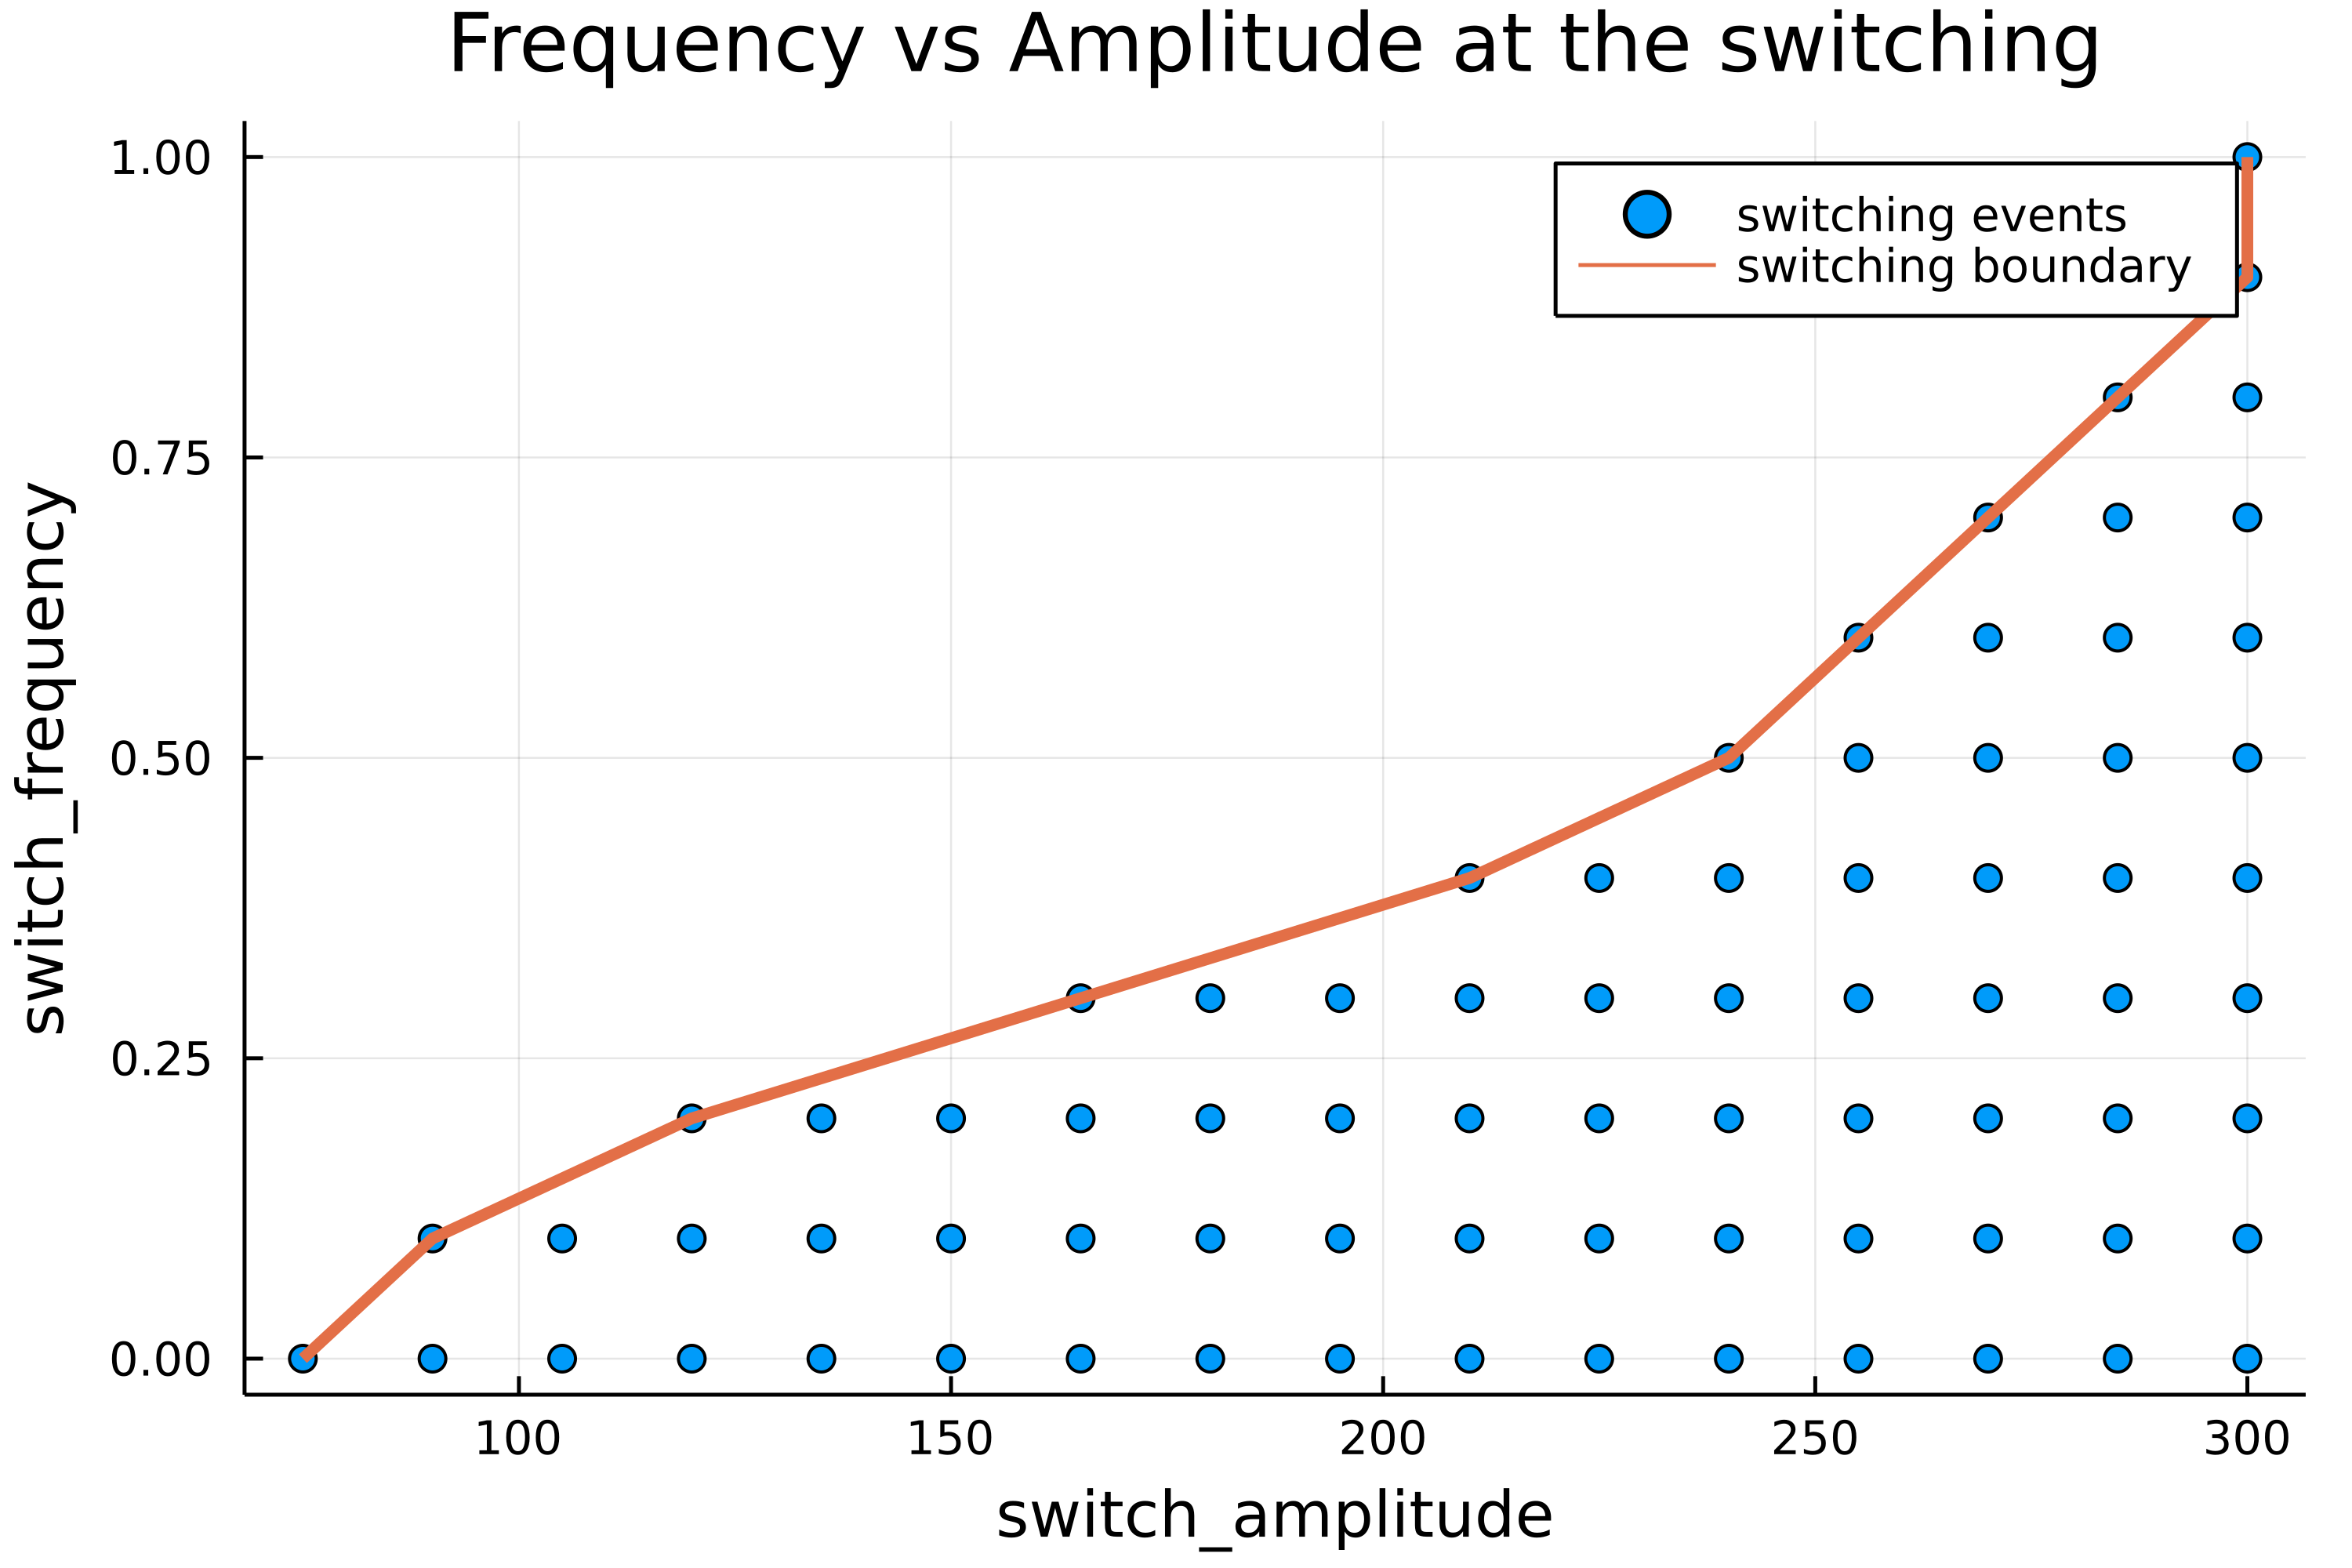 Frequency vs Amplitude at the switching
switching events
switching boundary
switch_frequency
1.00
0.75
0.50
0.25
0.00
100 150 200 250 300
switch_amplitude